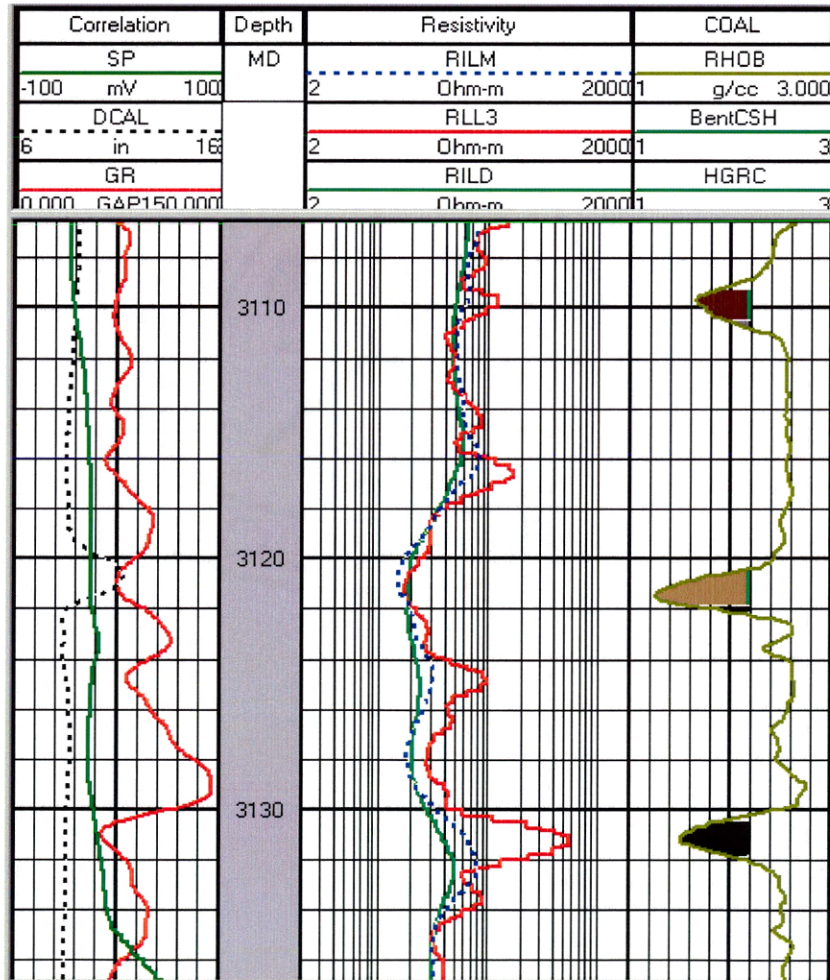 Correlation Depth Resistivity COAL
SP MD RILM RHOB
-100 mV 100 2 Ohm-m 2000 1 g/cc 3.000
DCAL RLL3 BentCSH
6 in 16 2 Ohm-m 2000 1 3
GR RILD HGRC
0.000 GAP 150.000 2 Ohm-m 2000 1 3
3110
3120
3130